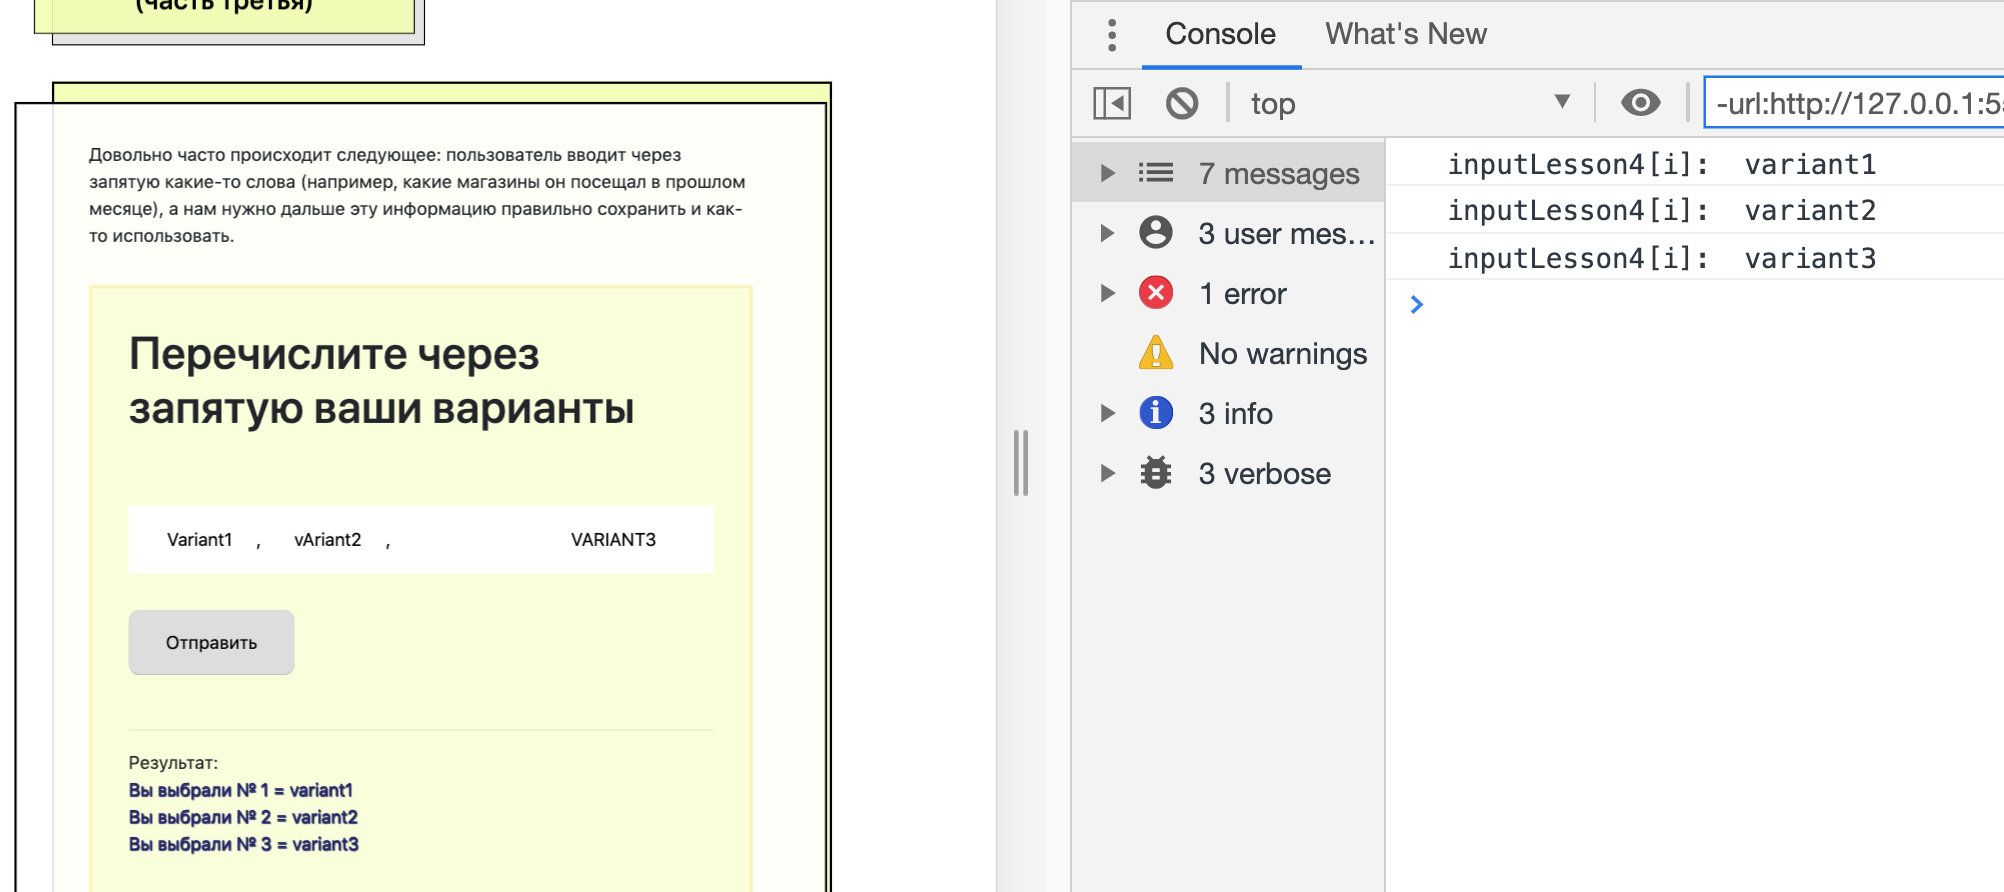 (часть третья)
Довольно часто происходит следующее: пользователь вводит через
запятую какие-то слова (например, какие магазины он посещал в прошлом
месяце), а нам нужно дальше эту информацию правильно сохранить и как-
то использовать.
Перечислите через
запятую ваши варианты
Variant1 , vAriant2 , VARIANT3
Отправить
Результат:
Вы выбрали № 1 = variant1
Вы выбрали № 2 = variant2
Вы выбрали № 3 = variant3
Console What's New
top -url:http://127.0.0.1:5
7 messages
3 user mes...
1 error
No warnings
3 info
3 verbose
inputLesson4[i]: variant1
inputLesson4[i]: variant2
inputLesson4[i]: variant3